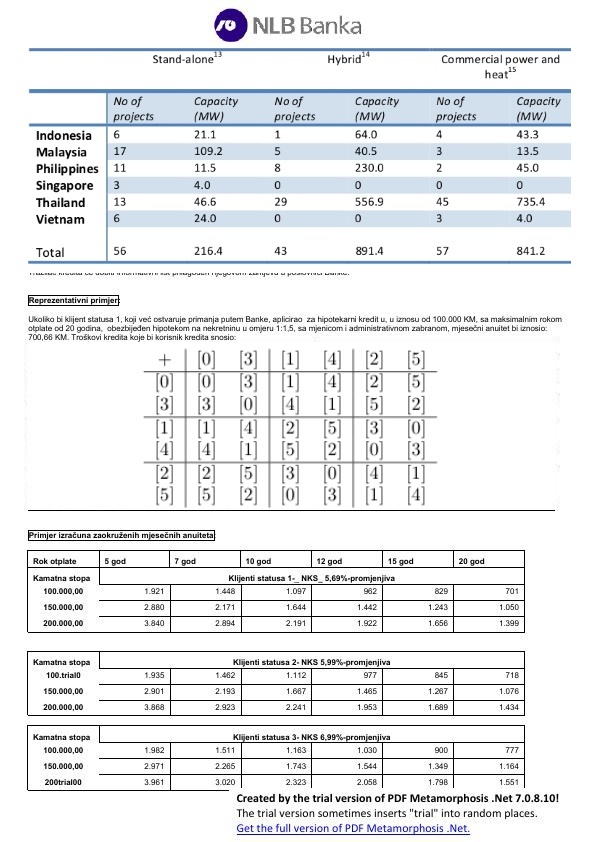 NLB Banka
Stand-alone13 Hybrid14 Commercial power and heat15
No of projects Capacity (MW) No of projects Capacity (MW) No of projects Capacity (MW)
Indonesia 6 21.1 1 64.0 4 43.3
Malaysia 17 109.2 5 40.5 3 13.5
Philippines 11 11.5 8 230.0 2 45.0
Singapore 3 4.0 0 0 0 0
Thailand 13 46.6 29 556.9 45 735.4
Vietnam 6 24.0 0 0 3 4.0
Total 56 216.4 43 891.4 57 841.2
Reprezentativni primjer:
Ukoliko bi klijent statusa 1, koji već ostvaruje primanja putem Banke, aplicirao za hipotekarni kredit u, u iznosu od 100.000 KM, sa maksimalnim rokom
otplate od 20 godina, obezbijeđen hipotekom na nekretninu u omjeru 1:1,5, sa mjenicom i administrativnom zabranom, mjesečni anuitet bi iznosio:
700,66 KM. Troškovi kredita koje bi korisnik kredita snosio:
+ [0] [3] [1] [4] [2] [5]
[0] [0] [3] [1] [4] [2] [5]
[3] [3] [0] [4] [1] [5] [2]
[1] [1] [4] [2] [5] [3] [0]
[4] [4] [1] [5] [2] [0] [3]
[2] [2] [5] [3] [0] [4] [1]
[5] [5] [2] [0] [3] [1] [4]
Primjer izračuna zaokruženih mjesečnih anuiteta:
Rok otplate 5 god 7 god 10 god 12 god 15 god 20 god
Kamatna stopa Klijenti statusa 1-_ NKS_ 5,69%-promjenjiva
100.000,00 1.921 1.448 1.097 962 829 701
150.000,00 2.880 2.171 1.644 1.442 1.243 1.050
200.000,00 3.840 2.894 2.191 1.922 1.656 1.399
Kamatna stopa Klijenti statusa 2- NKS 5,99%-promjenjiva
100.trial0 1.935 1.462 1.112 977 845 718
150.000,00 2.901 2.193 1.667 1.465 1.267 1.076
200.000,00 3.868 2.923 2.241 1.953 1.689 1.434
Kamatna stopa Klijenti statusa 3- NKS 6,99%-promjenjiva
100.000,00 1.982 1.511 1.163 1.030 900 777
150.000,00 2.971 2.265 1.743 1.544 1.349 1.164
200trial00 3.961 3.020 2.323 2.058 1.798 1.551
Created by the trial version of PDF Metamorphosis .Net 7.0.8.10!
The trial version sometimes inserts "trial" into random places.
Get the full version of PDF Metamorphosis .Net.